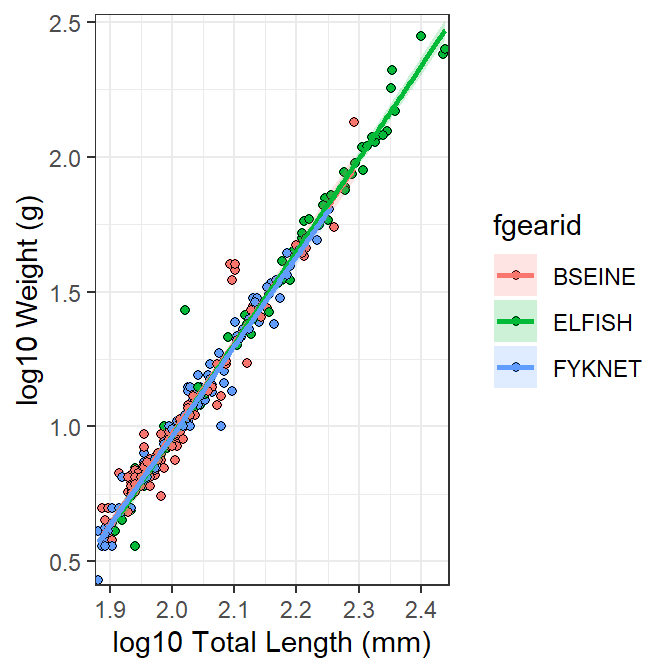 2.5
2.0
1.5
1.0
0.5
log10 Weight (g)
1.9 2.0 2.1 2.2 2.3 2.4
log10 Total Length (mm)
fgearid
BSEINE
ELFISH
FYKNET